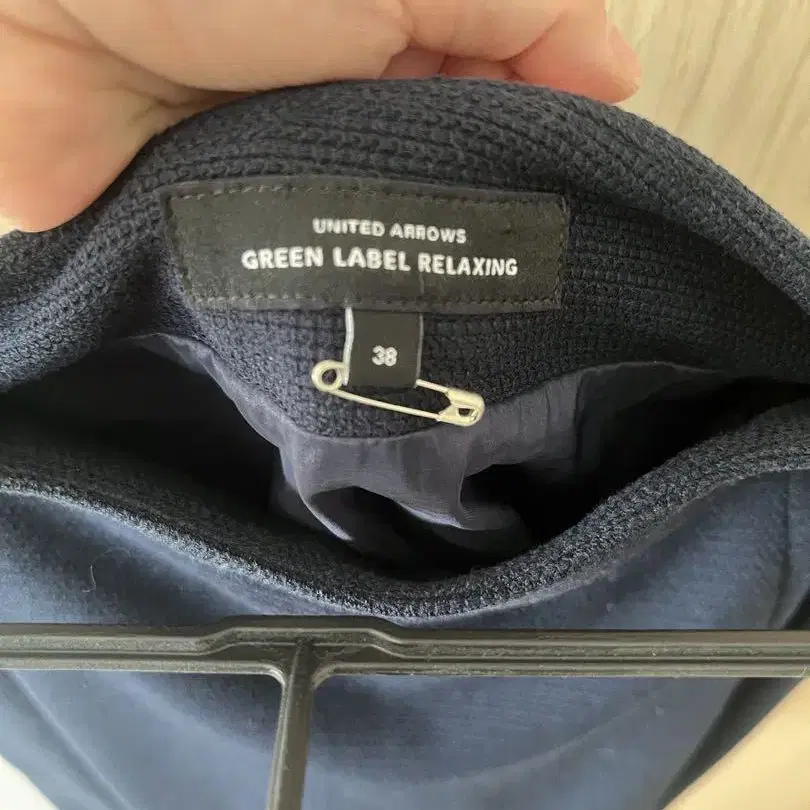 UNITED ARROWS
GREEN LABEL RELAXING
38